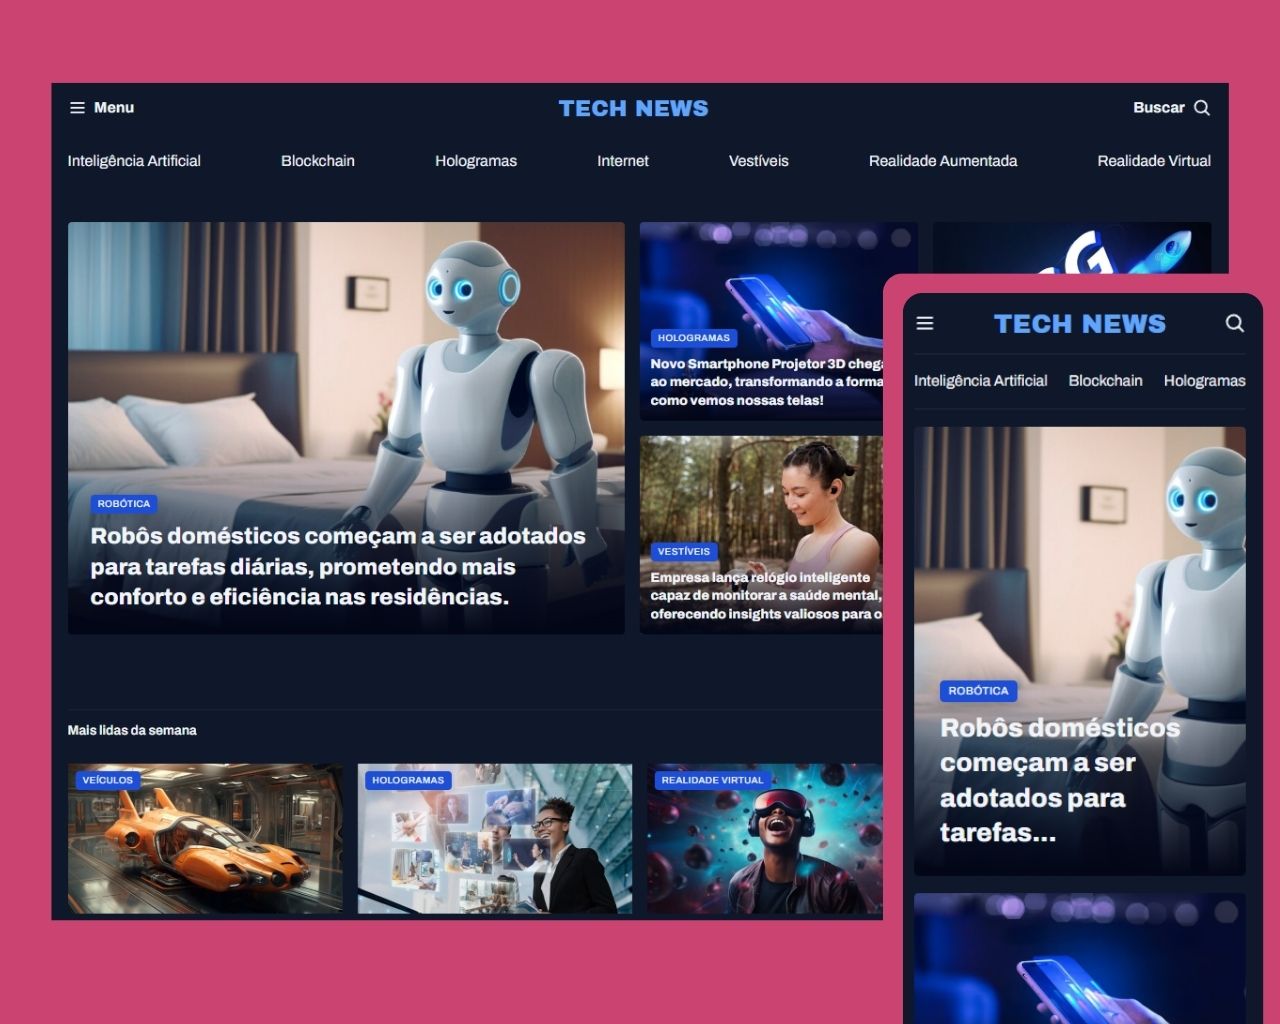 Menu
TECH NEWS
Buscar
Inteligência Artificial
Blockchain
Hologramas
Internet
Vestíveis
Realidade Aumentada
Realidade Virtual
ROBÓTICA
Robôs domésticos começam a ser adotados
para tarefas diárias, prometendo mais
conforto e eficiência nas residências.
HOLOGRAMAS
Novo Smartphone Projetor 3D chega
ao mercado, transformando a forma
como vemos nossas telas!
G
VESTÍVEIS
Empresa lança relógio inteligente
capaz de monitorar a saúde mental,
oferecendo insights valiosos para o
Mais lidas da semana
VEÍCULOS
HOLOGRAMAS
REALIDADE VIRTUAL
TECH NEWS
Inteligência Artificial
Blockchain
Hologramas
ROBÓTICA
Robôs domésticos
começam a ser
adotados para
tarefas...